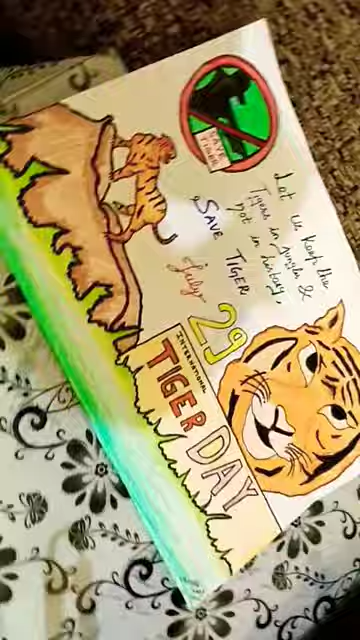 SAVE
TIGER
Let us keep the
Tigers in jungle &
not in history
SAVE TIGER
29
July
INTERNATIONAL
TIGER
DAY